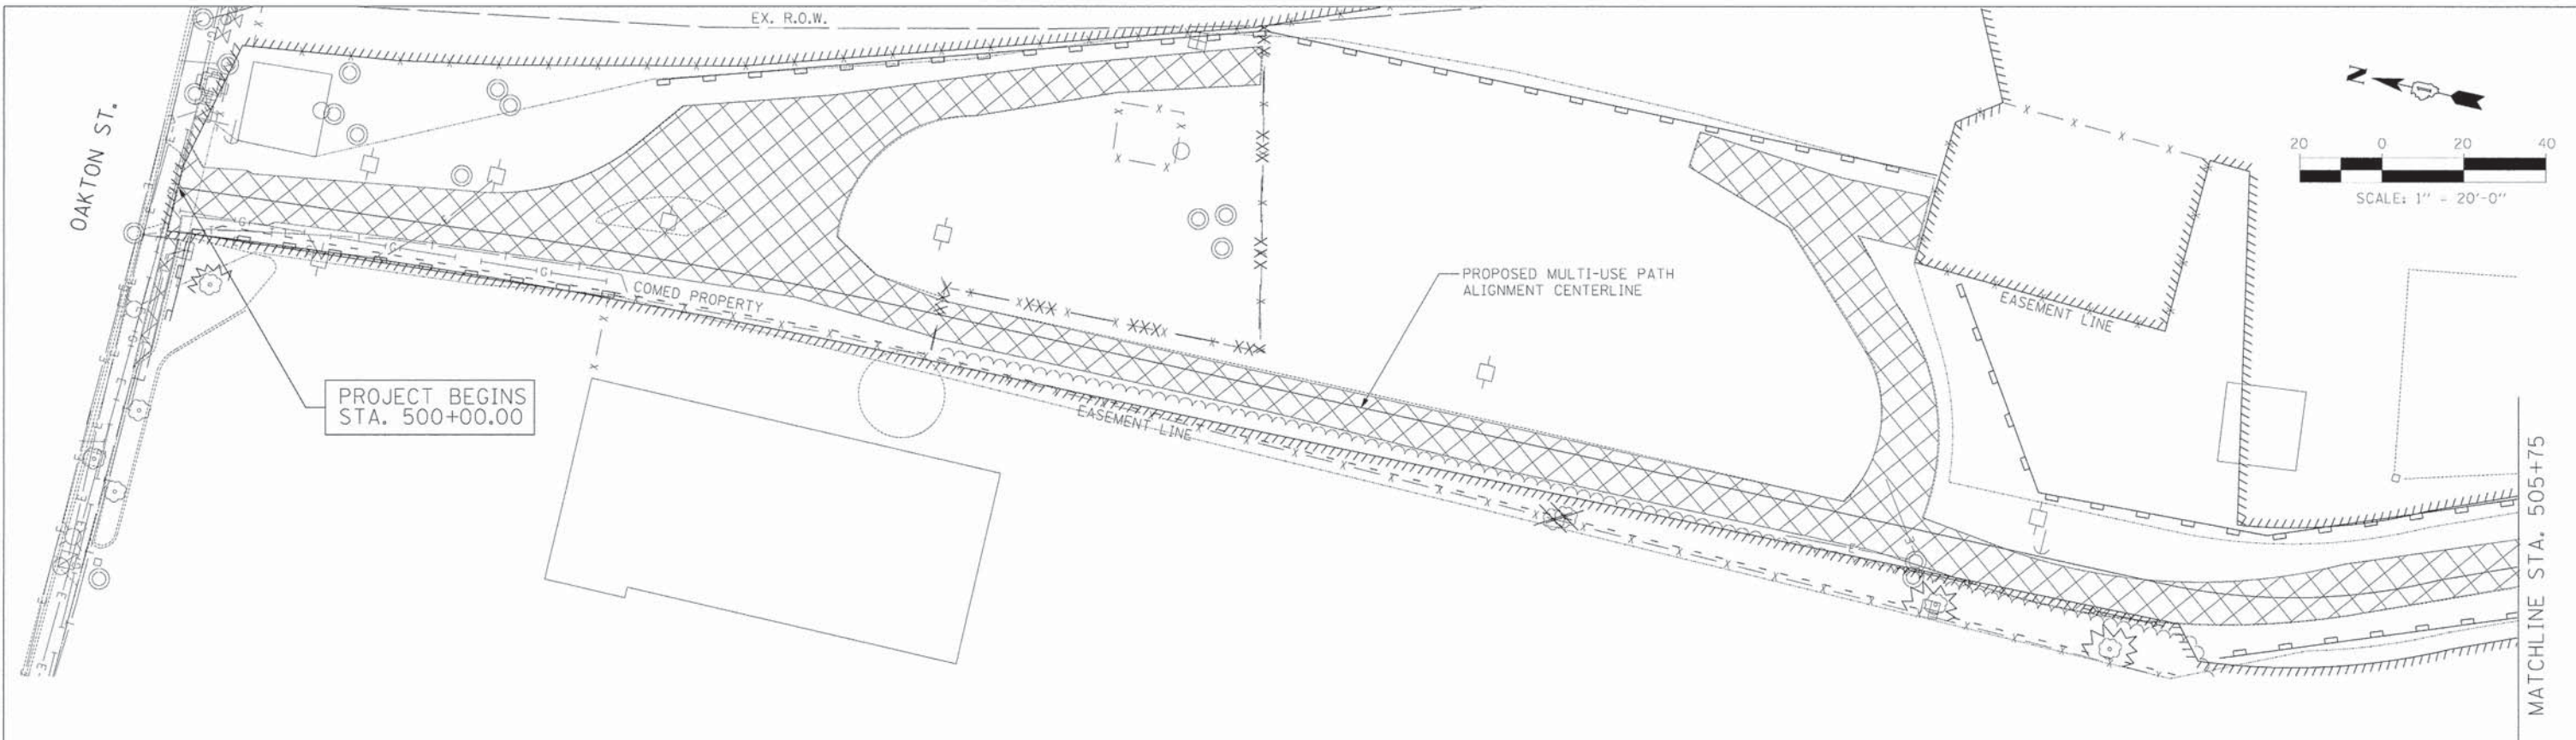 EX. R.O.W.
OAKTON ST.
N
20 0 20 40
SCALE: 1" - 20'-0"
COMED PROPERTY
PROPOSED MULTI-USE PATH
ALIGNMENT CENTERLINE
EASEMENT LINE
PROJECT BEGINS
STA. 500+00.00
EASEMENT LINE
MATCHLINE STA. 505+75